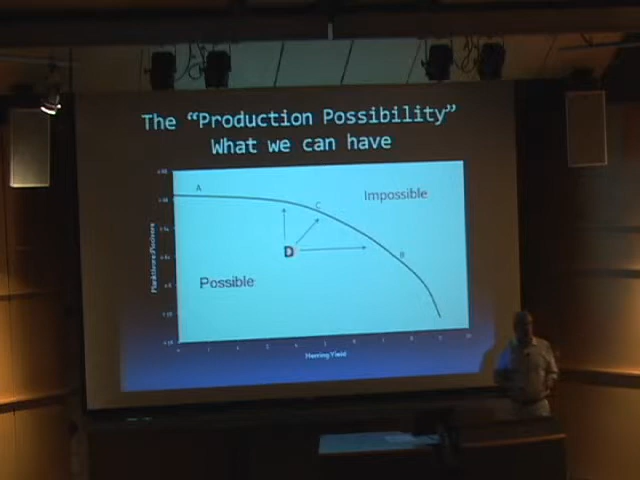 The “Production Possibility”
What we can have
A
Impossible
C
D
B
Possible
Herring Yield